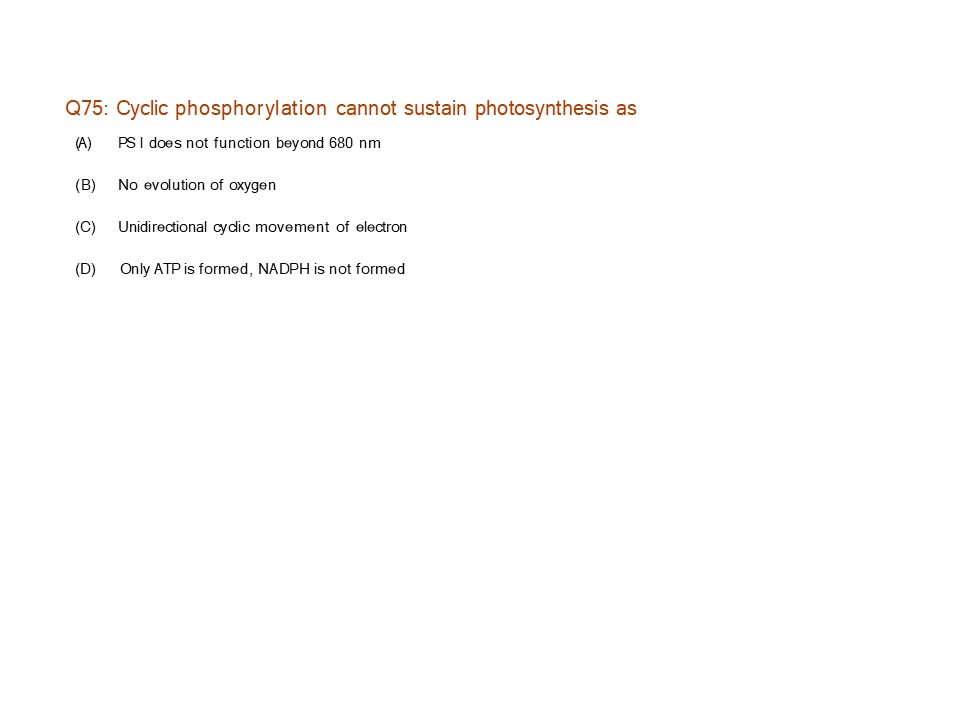 Q75: Cyclic phosphorylation cannot sustain photosynthesis as
(A) PS I does not function beyond 680 nm
(B) No evolution of oxygen
(C) Unidirectional cyclic movement of electron
(D) Only ATP is formed, NADPH is not formed